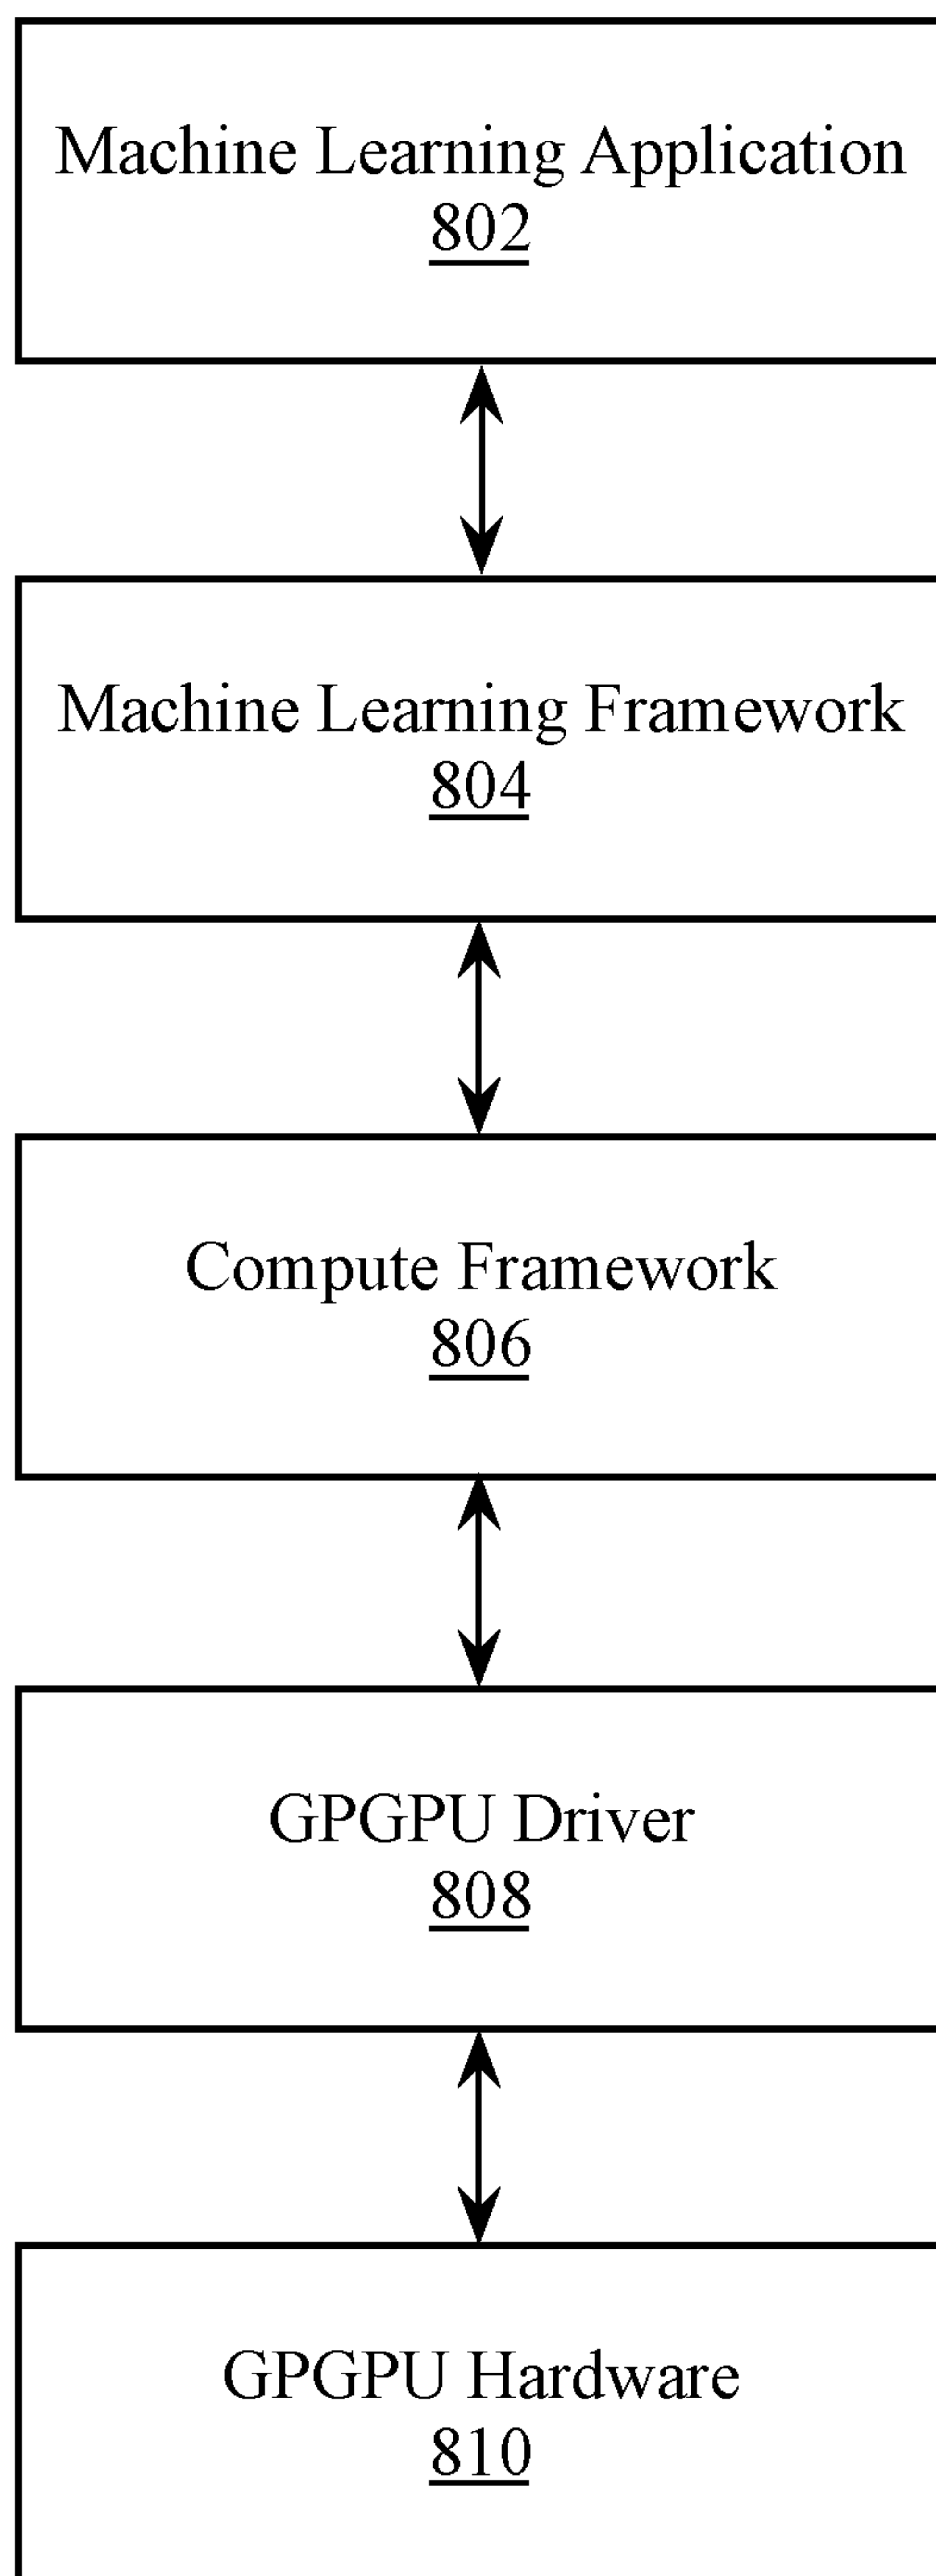 Machine Learning Application
802
Machine Learning Framework
804
Compute Framework
806
GPGPU Driver
808
GPGPU Hardware
810